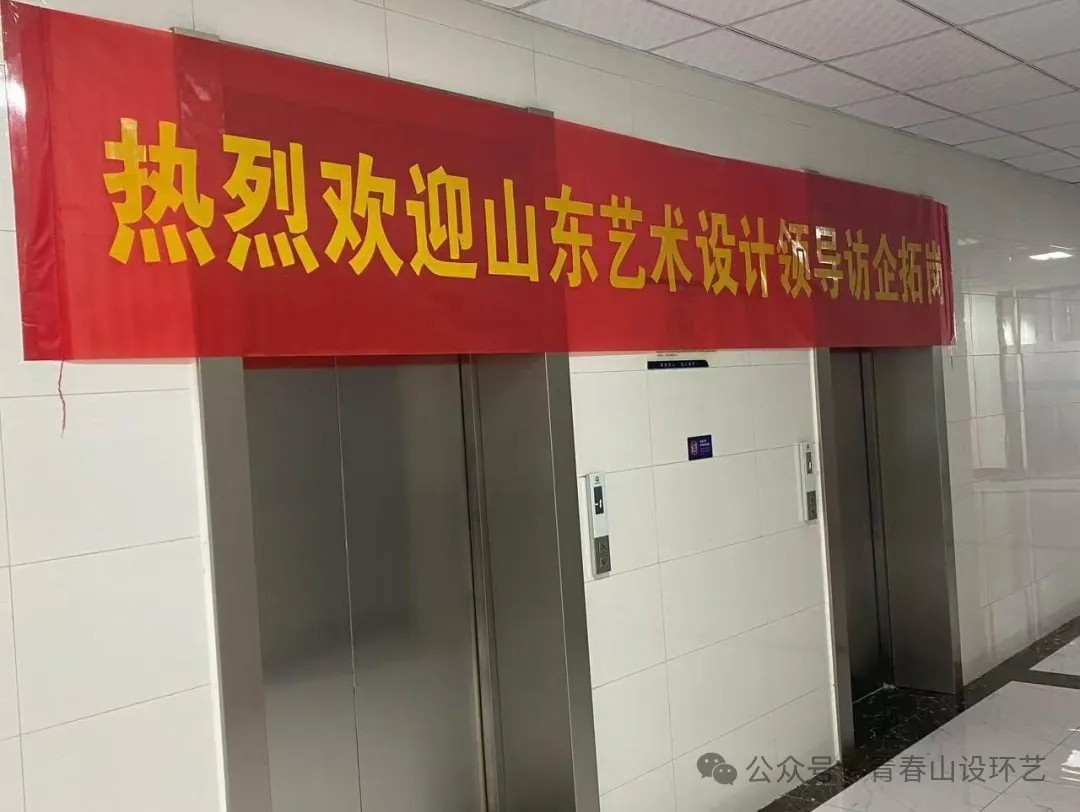 热烈欢迎山东艺术设计领导访企拓岗
公众号 青春山设环艺